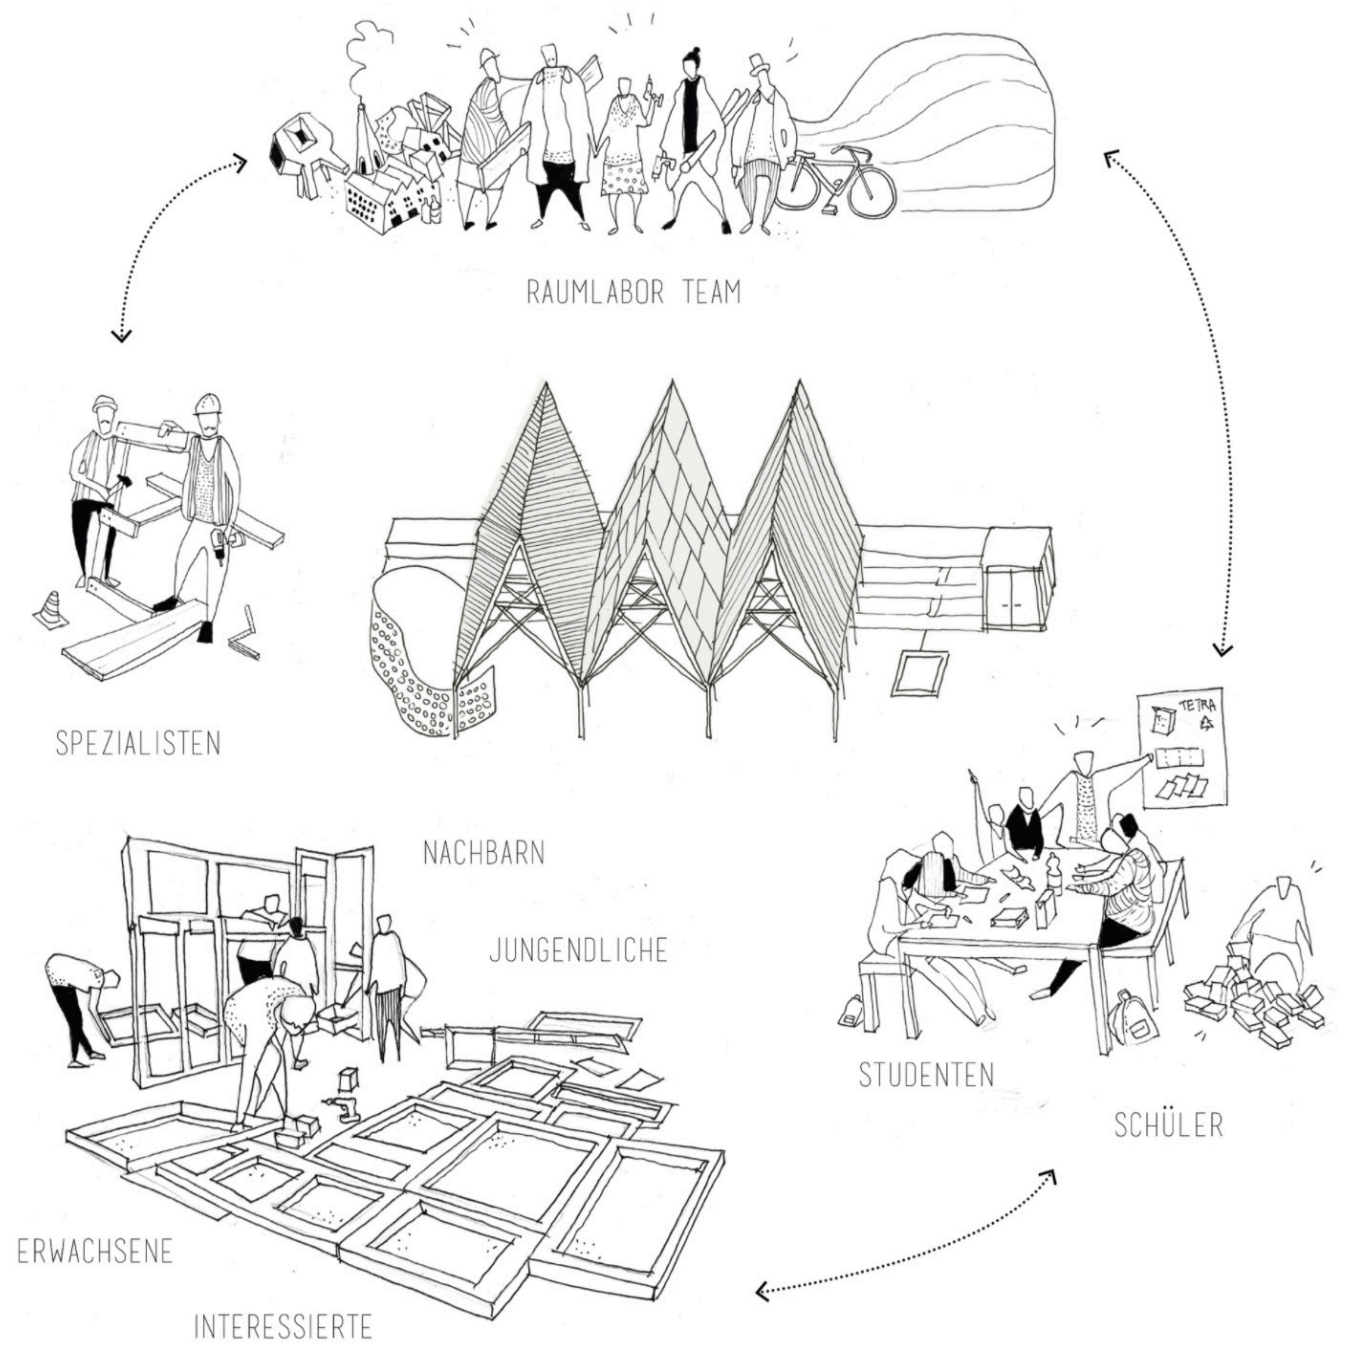 RAUMLABOR TEAM
SPEZIALISTEN
TETRA
NACHBARN
JUNGENDLICHE
STUDENTEN
SCHÜLER
ERWACHSENE
INTERESSIERTE